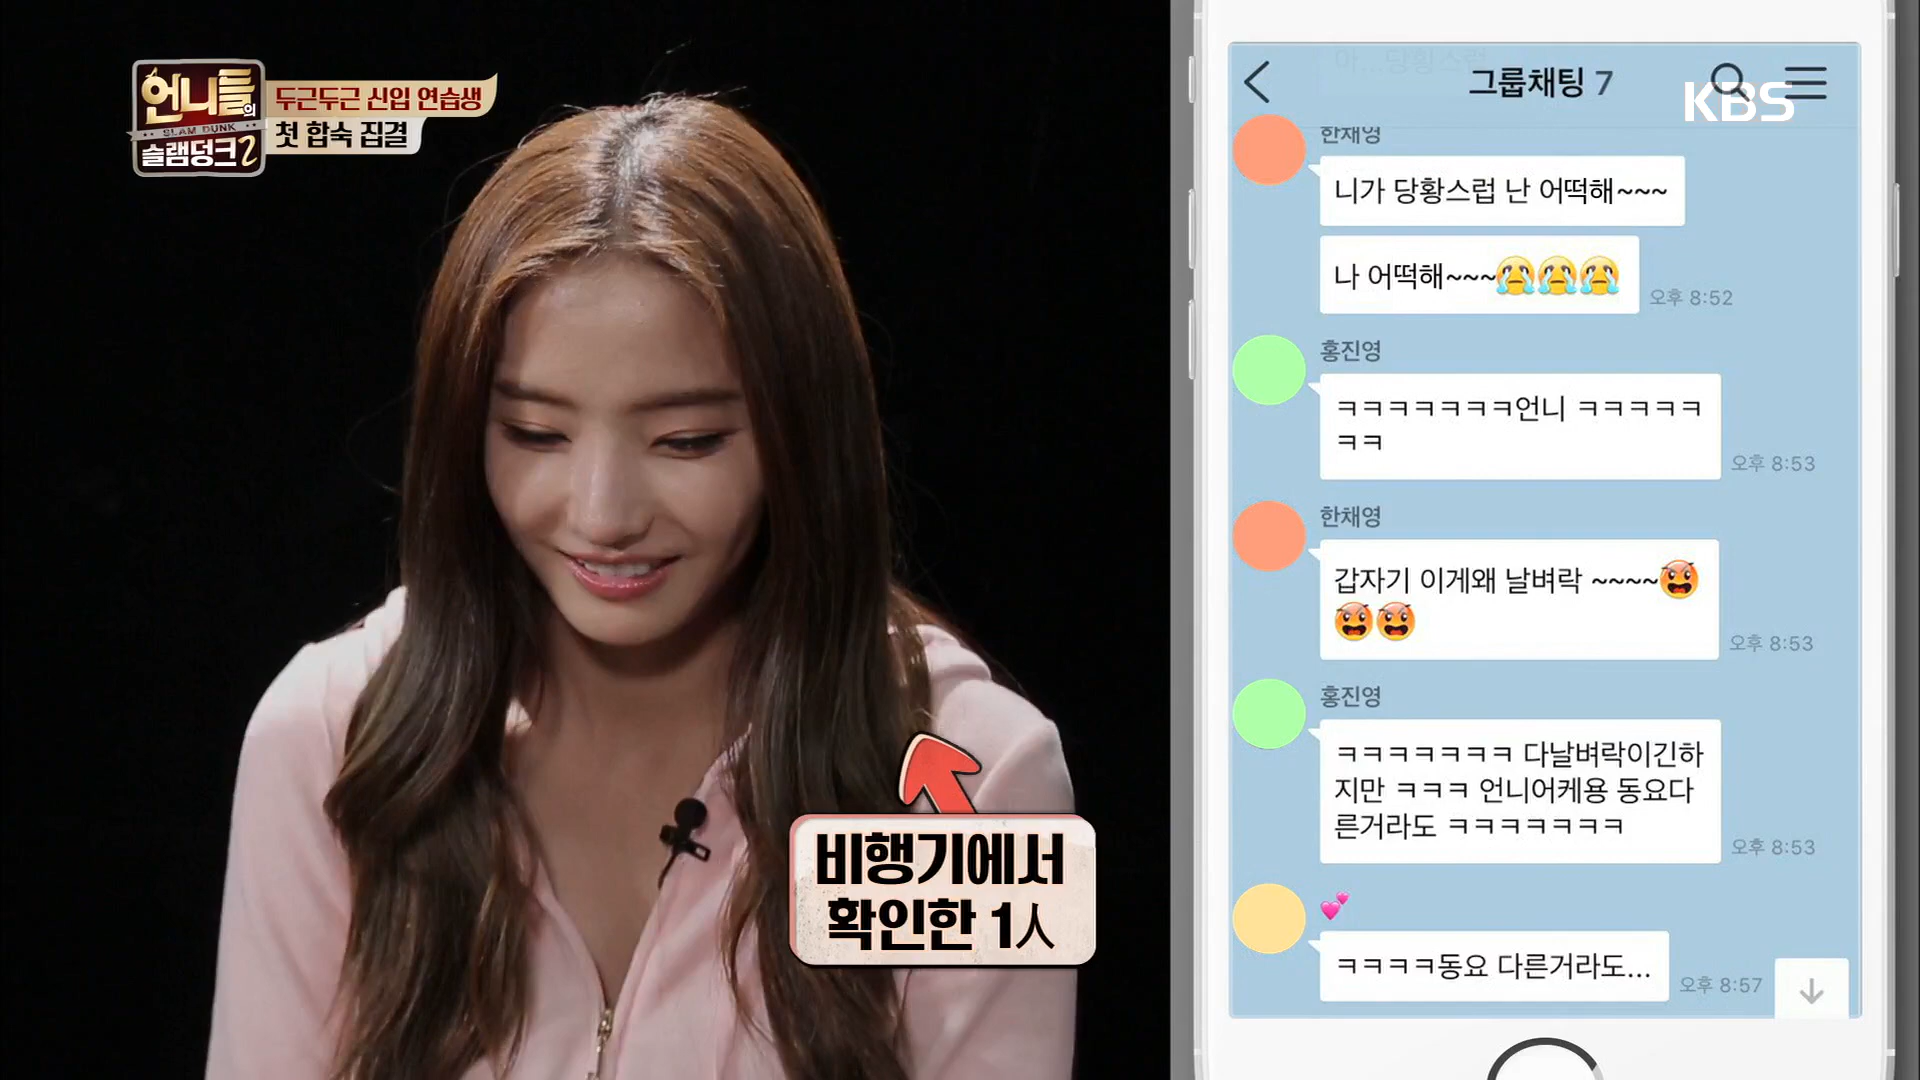 언니들의
SLAM DUNK
슬램덩크2
두근두근 신입 연습생
첫 합숙 집결
비행기에서
확인한 1人
KBS
아...당황스럽
그룹채팅 7
한채영
니가 당황스럽 난 어떡해~~~
나 어떡해~~~😭😭😭
오후 8:52
홍진영
ㅋㅋㅋㅋㅋㅋㅋ언니 ㅋㅋㅋㅋㅋ
ㅋㅋ
오후 8:53
한채영
갑자기 이게왜 날벼락 ~~~~👿
👿👿
오후 8:53
홍진영
ㅋㅋㅋㅋㅋㅋㅋ 다날벼락이긴하
지만 ㅋㅋㅋ 언니어케용 동요다
른거라도 ㅋㅋㅋㅋㅋㅋㅋ
오후 8:53
💕
ㅋㅋㅋㅋ동요 다른거라도...
오후 8:57